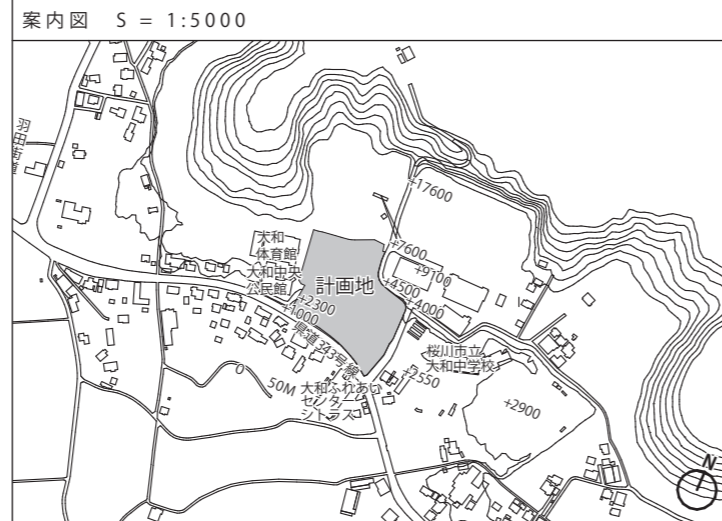 案内図 S = 1:5000
羽田街道
+17600
大和
体育館
+7600
大和中央
公民館
計画地
+9100
+4500
+2300
+4000
+1000
県道343号線
桜川市立
大和中学校
0
50M
大和ふれあい
センター
シトラス
+2550
+2900
N